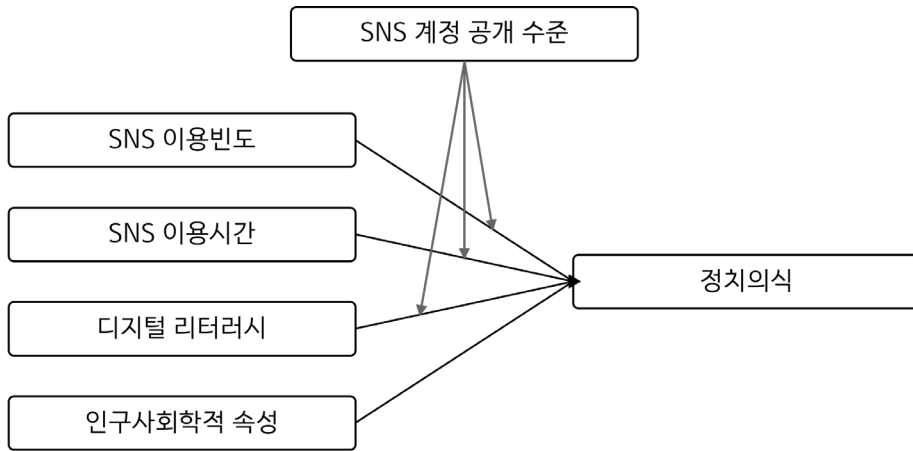 SNS 계정 공개 수준
SNS 이용빈도
SNS 이용시간
디지털 리터러시
정치의식
인구사회학적 속성